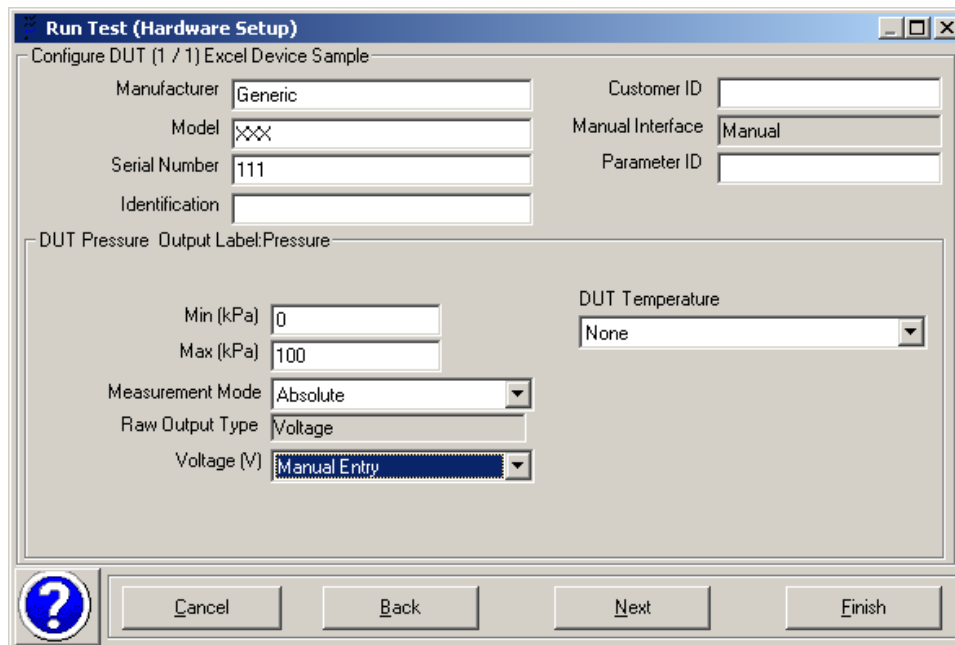 Run Test (Hardware Setup)
Configure DUT (1 / 1) Excel Device Sample
Manufacturer Generic
Model XXX
Serial Number 111
Identification
Customer ID
Manual Interface Manual
Parameter ID
DUT Pressure Output Label:Pressure
Min (kPa) 0
Max (kPa) 100
Measurement Mode Absolute
Raw Output Type Voltage
Voltage (V) Manual Entry
DUT Temperature
None
? Cancel Back Next Finish